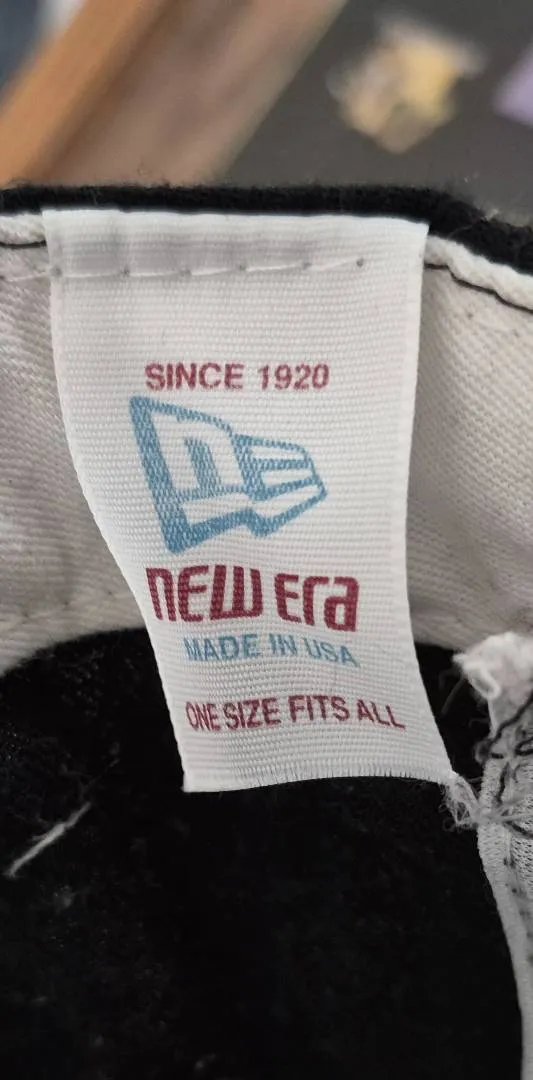 SINCE 1920
NEW ERA
MADE IN USA
ONE SIZE FITS ALL